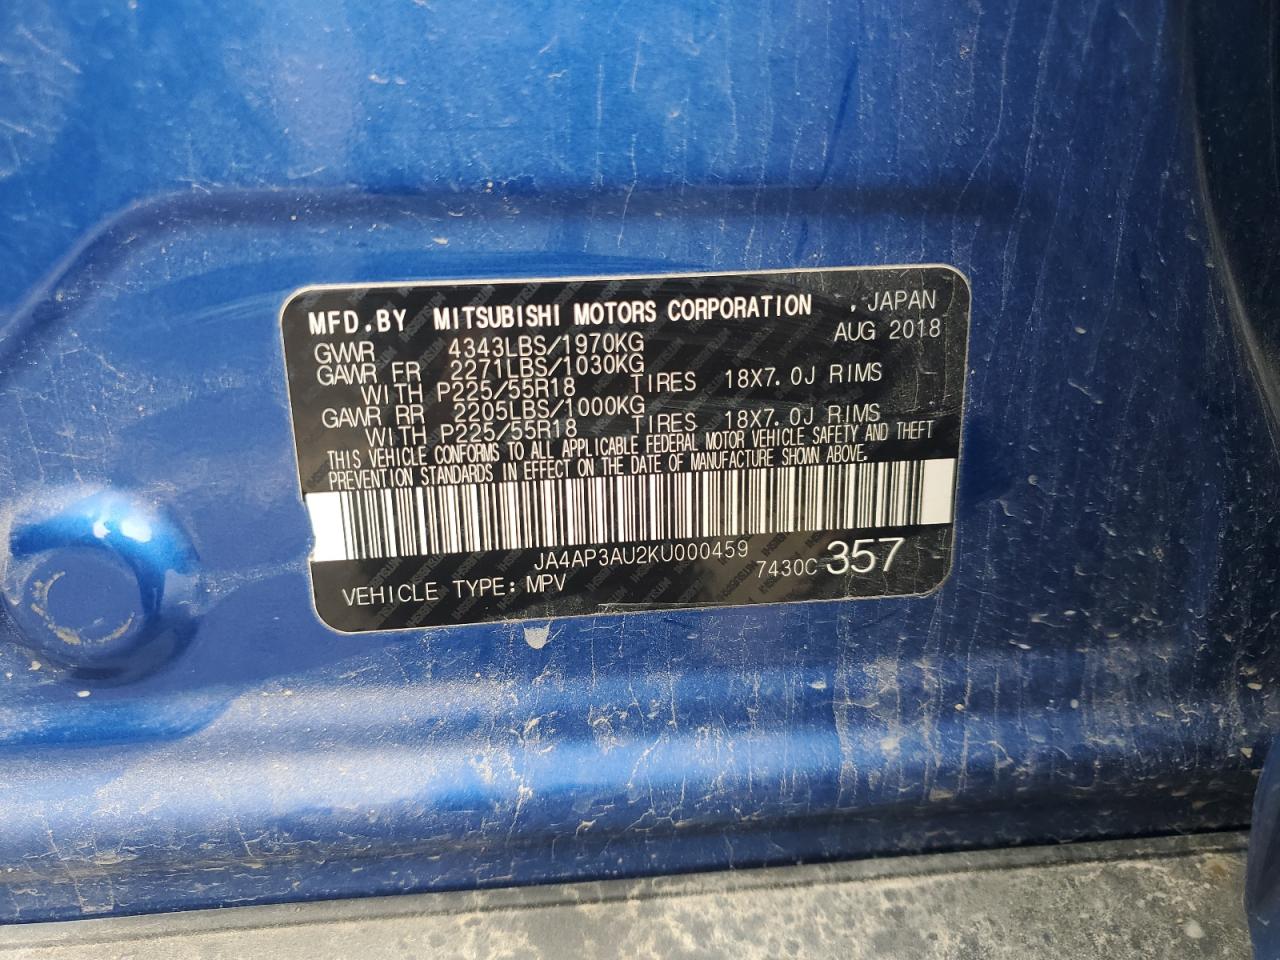 MFD.BY MITSUBISHI MOTORS CORPORATION , JAPAN
AUG 2018
GWR 4343LBS/1970KG
GAWR FR 2271LBS/1030KG
WITH P225/55R18 TIRES 18X7.0J RIMS
GAWR RR 2205LBS/1000KG
WITH P225/55R18 TIRES 18X7.0J RIMS
THIS VEHICLE CONFORMS TO ALL APPLICABLE FEDERAL MOTOR VEHICLE SAFETY AND THEFT
PREVENTION STANDARDS IN EFFECT ON THE DATE OF MANUFACTURE SHOWN ABOVE.
JA4AP3AU2KU000459
VEHICLE TYPE: MPV 7430C 357